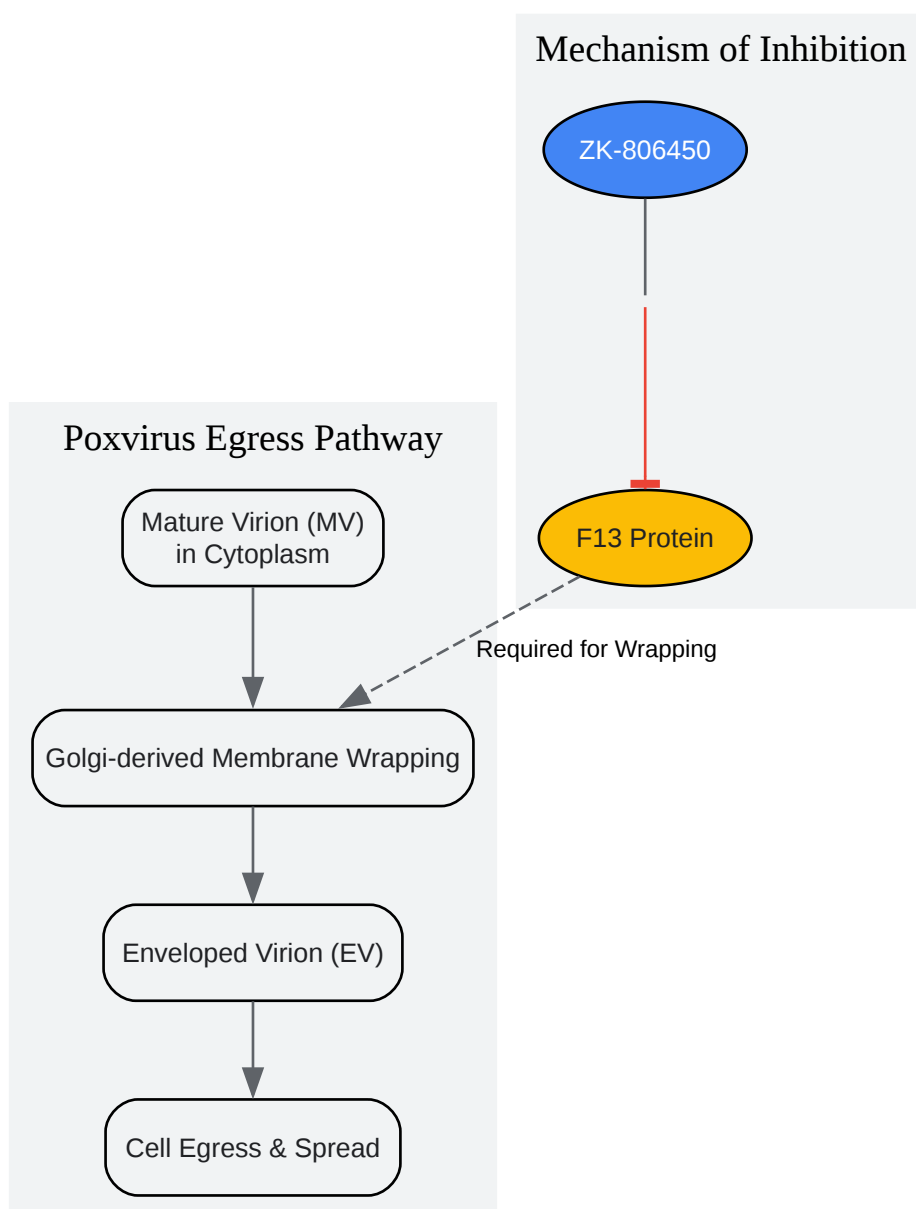 Mechanism of Inhibition
ZK-806450
F13 Protein
Required for Wrapping
Poxvirus Egress Pathway
Mature Virion (MV)
in Cytoplasm
Golgi-derived Membrane Wrapping
Enveloped Virion (EV)
Cell Egress & Spread